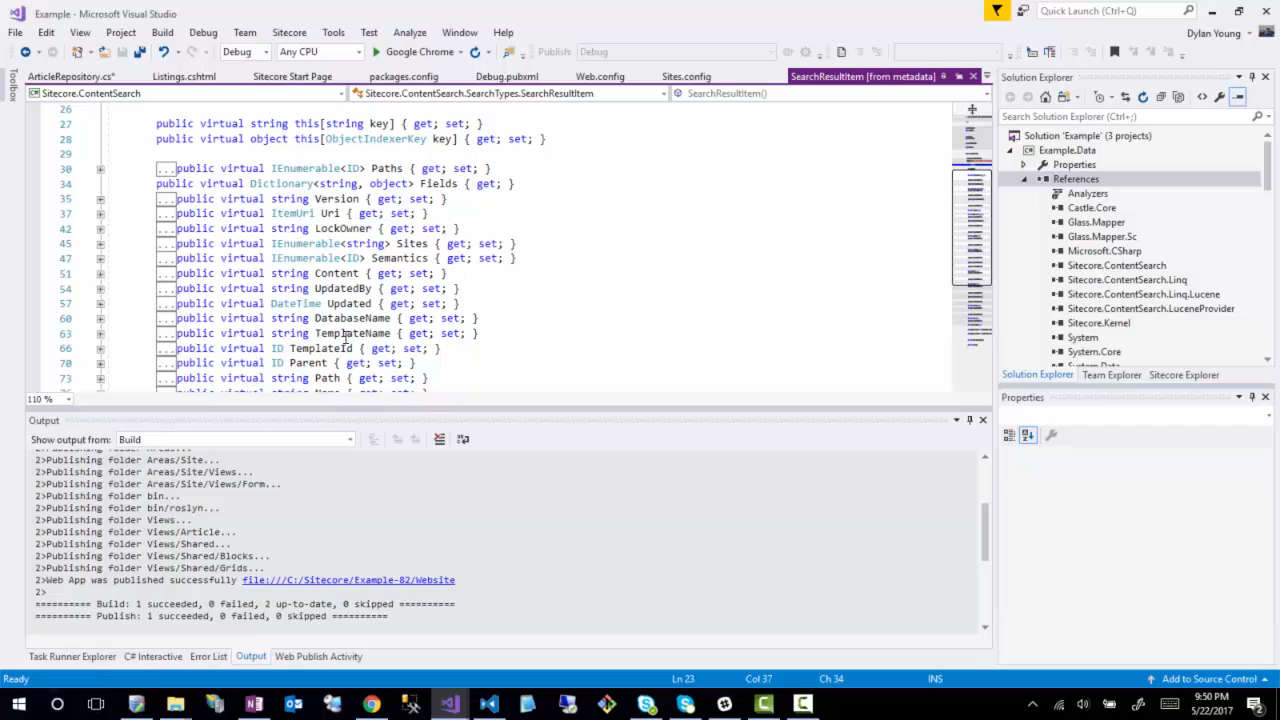 Example - Microsoft Visual Studio
Quick Launch (Ctrl+Q)
File Edit View Project Build Debug Team Sitecore Tools Test Analyze Window Help
Dylan Young
Debug Any CPU Google Chrome Publish: Debug
Toolbox
ArticleRepository.cs* Listings.cshtml Sitecore Start Page packages.config Debug.pubxml Web.config Sites.config SearchResultItem [from metadata]
Sitecore.ContentSearch Sitecore.ContentSearch.SearchTypes.SearchResultItem SearchResultItem()
26
27 public virtual string this[string key] { get; set; }
28 public virtual object this[ObjectIndexerKey key] { get; set; }
29
30 ...public virtual IEnumerable<ID> Paths { get; set; }
34 public virtual Dictionary<string, object> Fields { get; }
35 ...public virtual string Version { get; set; }
37 ...public virtual ItemUri Uri { get; set; }
42 ...public virtual string LockOwner { get; set; }
45 ...public virtual IEnumerable<string> Sites { get; set; }
47 ...public virtual IEnumerable<ID> Semantics { get; set; }
51 ...public virtual string Content { get; set; }
54 ...public virtual string UpdatedBy { get; set; }
57 ...public virtual DateTime Updated { get; set; }
60 ...public virtual string DatabaseName { get; set; }
63 ...public virtual string TemplateName { get; set; }
66 ...public virtual ID TemplateId { get; set; }
70 ...public virtual ID Parent { get; set; }
73 ...public virtual string Path { get; set; }
110 %
Solution Explorer
Search Solution Explorer (Ctrl+;)
Solution 'Example' (3 projects)
Example.Data
Properties
References
Analyzers
Castle.Core
Glass.Mapper
Glass.Mapper.Sc
Microsoft.CSharp
Sitecore.ContentSearch
Sitecore.ContentSearch.Linq
Sitecore.ContentSearch.Linq.Lucene
Sitecore.ContentSearch.LuceneProvider
Sitecore.Kernel
System
System.Core
System.Data
Solution Explorer Team Explorer Sitecore Explorer
Properties
Output
Show output from: Build
2>Publishing folder Areas...
2>Publishing folder Areas/Site...
2>Publishing folder Areas/Site/Views...
2>Publishing folder Areas/Site/Views/Form...
2>Publishing folder bin...
2>Publishing folder bin/roslyn...
2>Publishing folder Views...
2>Publishing folder Views/Article...
2>Publishing folder Views/Shared...
2>Publishing folder Views/Shared/Blocks...
2>Publishing folder Views/Shared/Grids...
2>Web App was published successfully file:///C:/Sitecore/Example-82/Website
2>
========== Build: 1 succeeded, 0 failed, 2 up-to-date, 0 skipped ==========
========== Publish: 1 succeeded, 0 failed, 0 skipped ==========
Task Runner Explorer C# Interactive Error List Output Web Publish Activity
Ready Ln 23 Col 37 Ch 34 INS Add to Source Control
9:50 PM
5/22/2017